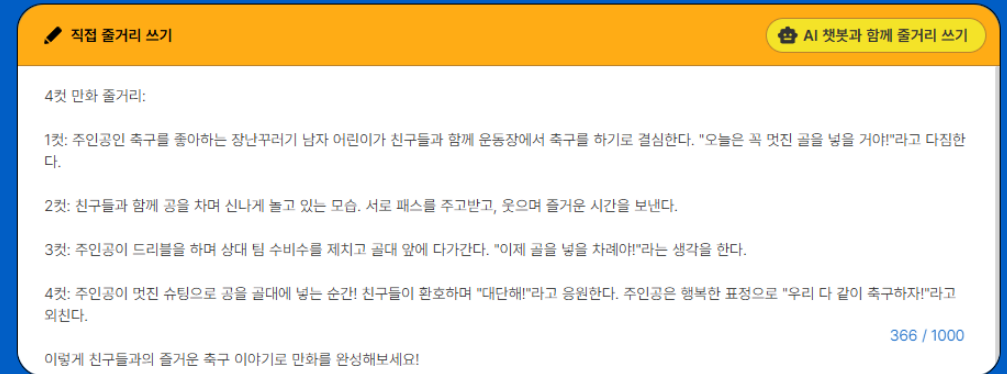 직접 줄거리 쓰기
AI 챗봇과 함께 줄거리 쓰기
4컷 만화 줄거리:
1컷: 주인공인 축구를 좋아하는 장난꾸러기 남자 어린이가 친구들과 함께 운동장에서 축구를 하기로 결심한다. "오늘은 꼭 멋진 골을 넣을 거야!"라고 다짐한
다.
2컷: 친구들과 함께 공을 차며 신나게 놀고 있는 모습. 서로 패스를 주고받고, 웃으며 즐거운 시간을 보낸다.
3컷: 주인공이 드리블을 하며 상대 팀 수비수를 제치고 골대 앞에 다가간다. "이제 골을 넣을 차례야!"라는 생각을 한다.
4컷: 주인공이 멋진 슈팅으로 공을 골대에 넣는 순간! 친구들이 환호하며 "대단해!"라고 응원한다. 주인공은 행복한 표정으로 "우리 다 같이 축구하자!"라고
외친다.
366 / 1000
이렇게 친구들과의 즐거운 축구 이야기로 만화를 완성해보세요!